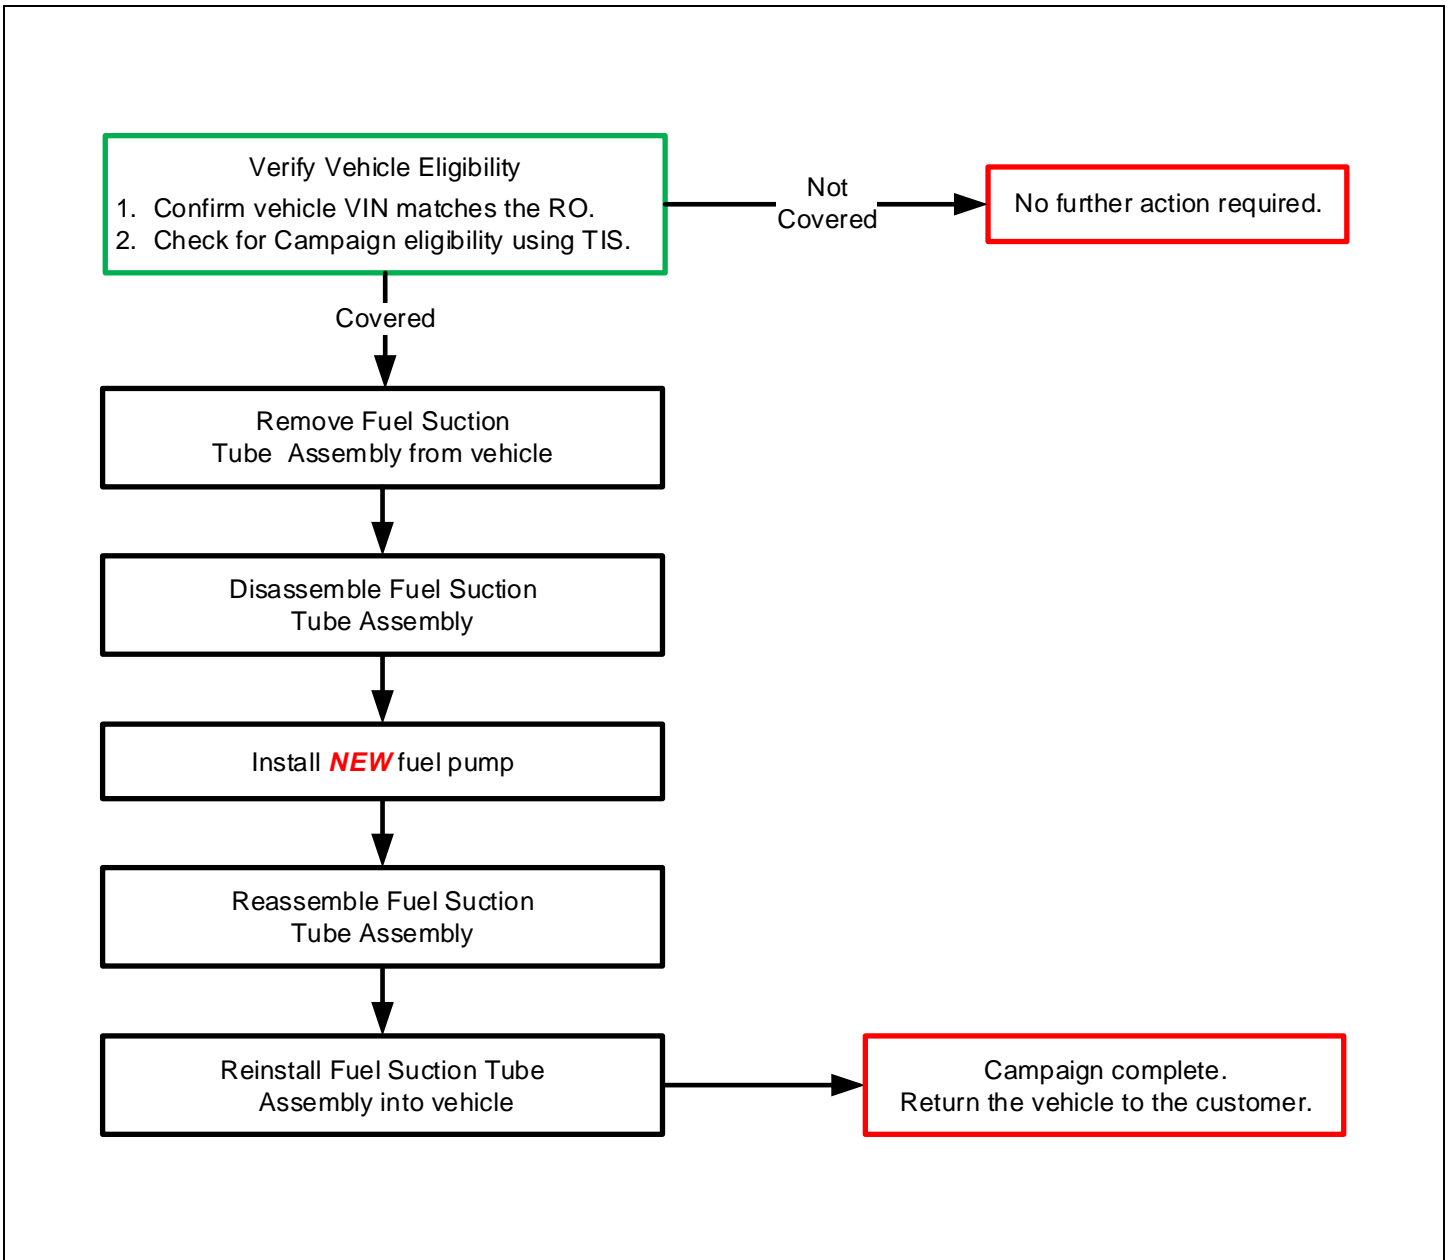 Verify Vehicle Eligibility
1. Confirm vehicle VIN matches the RO.
2. Check for Campaign eligibility using TIS.
Not
Covered
No further action required.
Covered
Remove Fuel Suction
Tube Assembly from vehicle
Disassemble Fuel Suction
Tube Assembly
Install NEW fuel pump
Reassemble Fuel Suction
Tube Assembly
Reinstall Fuel Suction Tube
Assembly into vehicle
Campaign complete.
Return the vehicle to the customer.